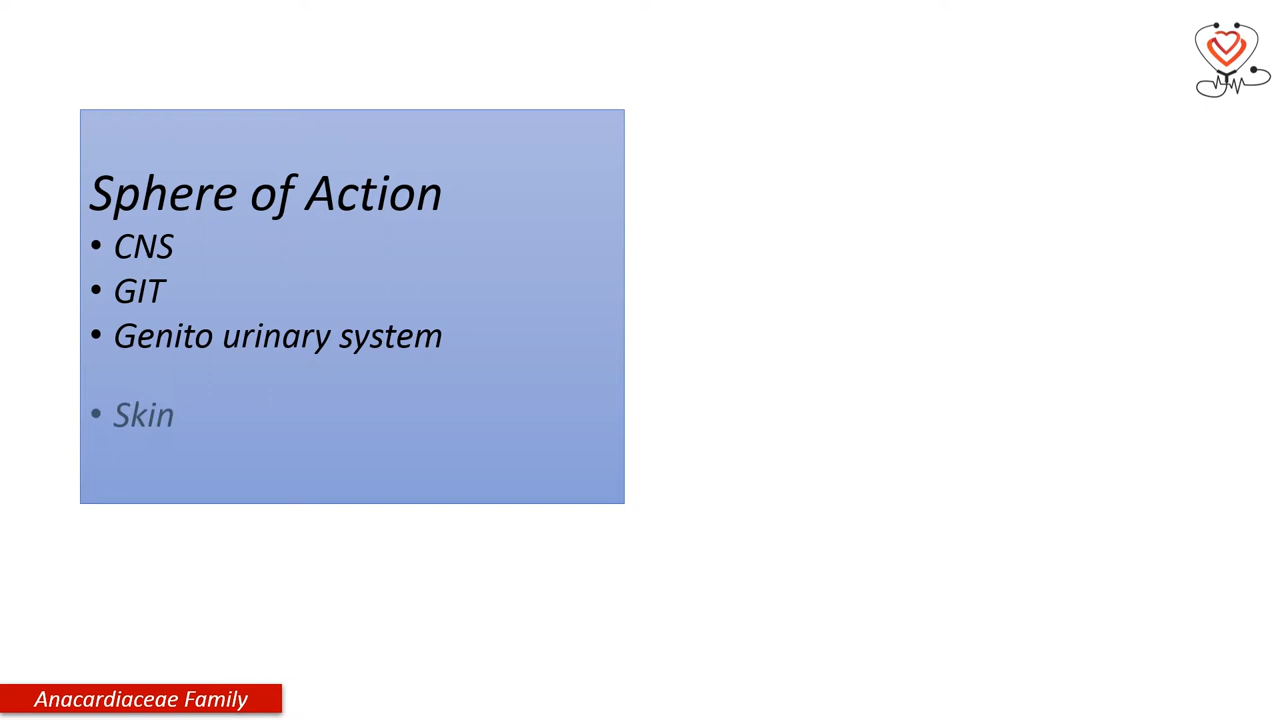 Sphere of Action
• CNS
• GIT
• Genito urinary system
• Skin
Anacardiaceae Family